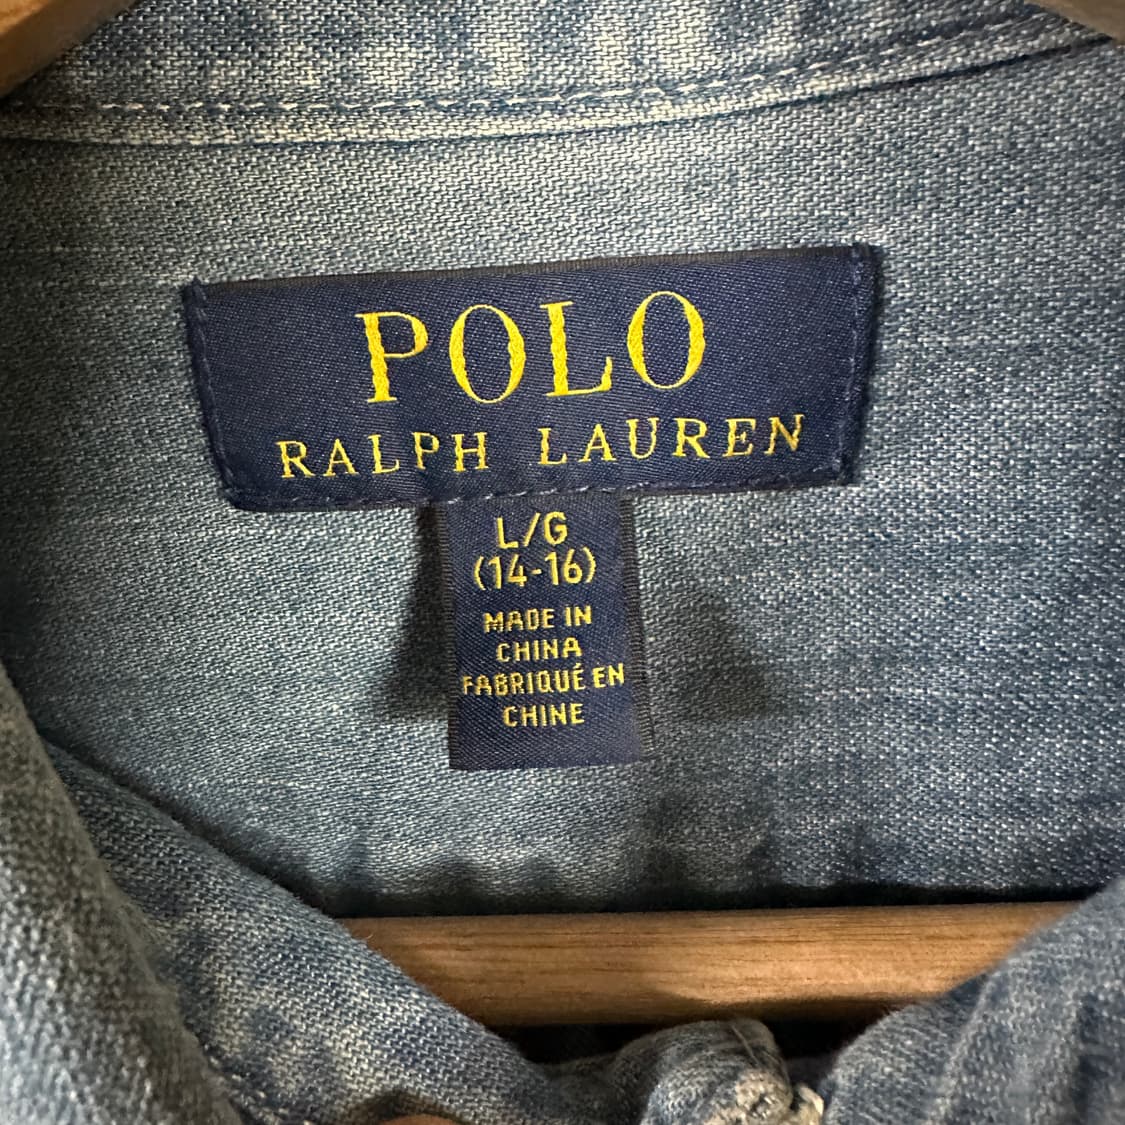 POLO
RALPH LAUREN
L/G
(14-16)
MADE IN
CHINA
FABRIQUÉ EN
CHINE